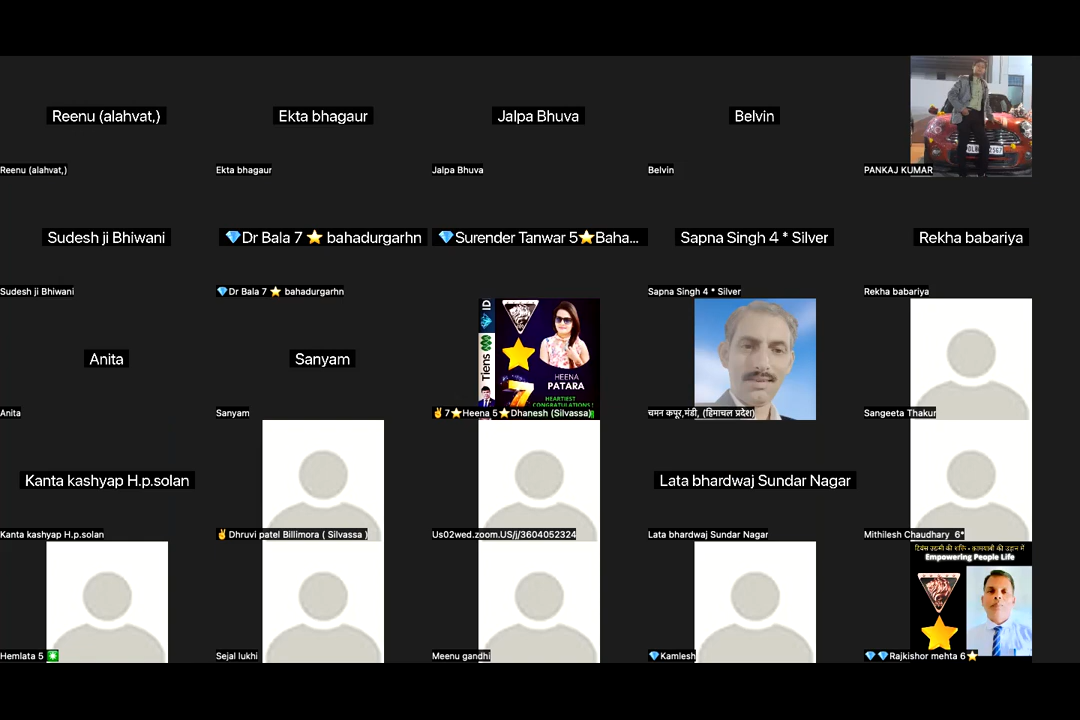 Reenu (alahvat,)
Ekta bhagaur
Jalpa Bhuva
Belvin
Reenu (alahvat,)
Ekta bhagaur
Jalpa Bhuva
Belvin
PANKAJ KUMAR
Sudesh ji Bhiwani
💎Dr Bala 7 ⭐ bahadurgarhn
💎Surender Tanwar 5⭐Baha...
Sapna Singh 4 * Silver
Rekha babariya
Sudesh ji Bhiwani
💎Dr Bala 7 ⭐ bahadurgarhn
Sapna Singh 4 * Silver
Rekha babariya
Anita
Sanyam
ID
Tiens
7
HEENA
PATARA
HEARTIEST
CONGRATULATIONS !
Anita
Sanyam
✌7⭐Heena 5⭐Dhanesh (Silvassa)
चमन कपूर,मंडी, (हिमाचल प्रदेश)
Sangeeta Thakur
Kanta kashyap H.p.solan
Lata bhardwaj Sundar Nagar
Kanta kashyap H.p.solan
✌Dhruvi patel Billimora ( Silvassa )
Us02wed.zoom.US/j/3604052324
Lata bhardwaj Sundar Nagar
Mithilesh Chaudhary 6*
Empowering People Life
Hemlata 5 ✳
Sejal lukhi
Meenu gandhi
💎Kamlesh
💎💎Rajkishor mehta 6⭐